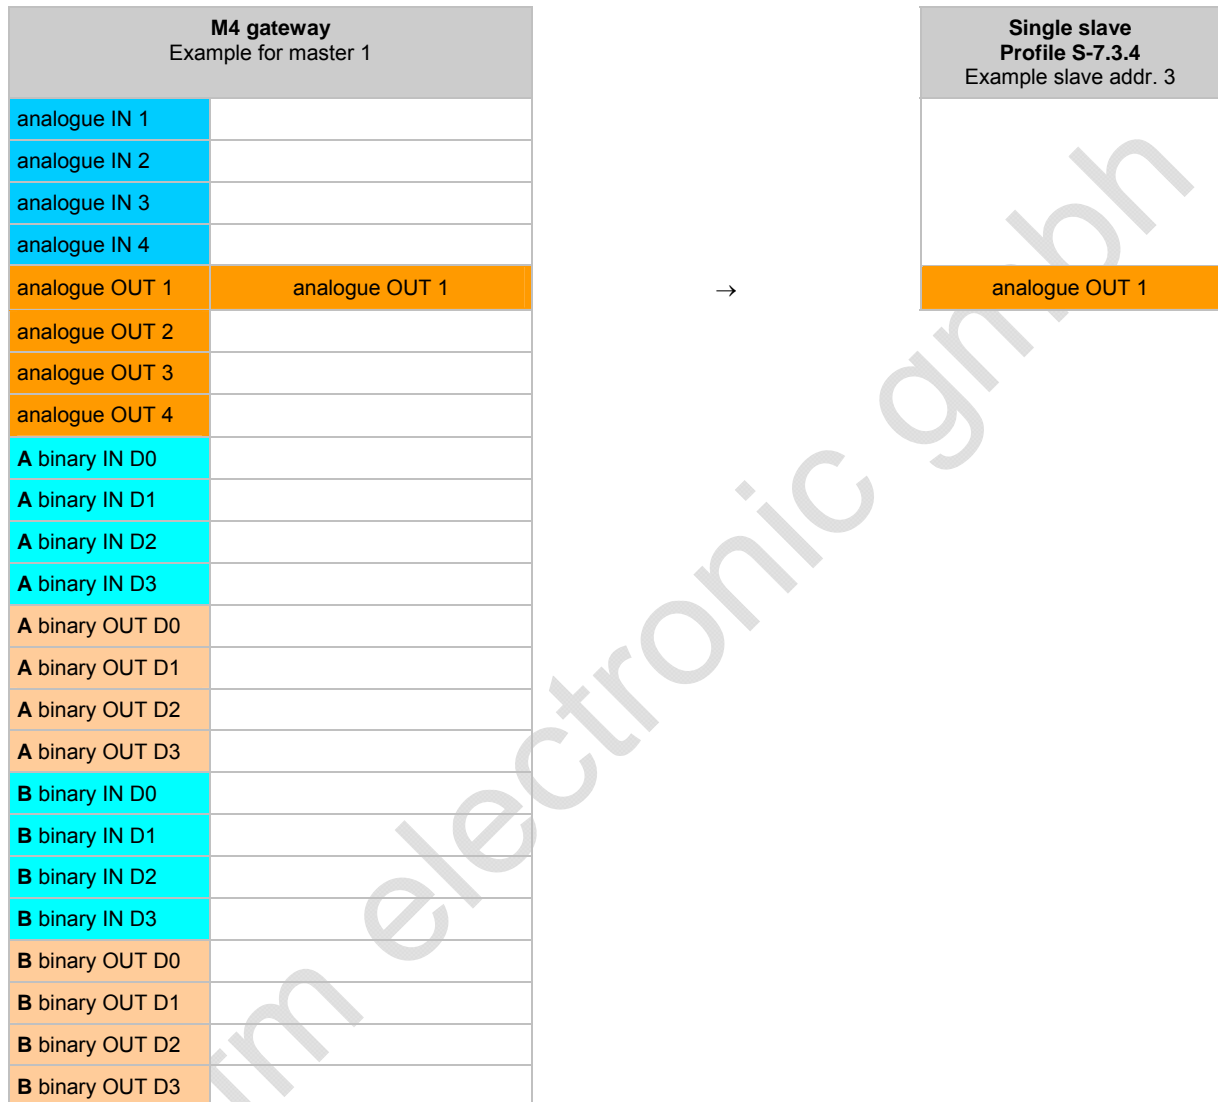 M4 gateway
Example for master 1
Single slave
Profile S-7.3.4
Example slave addr. 3
analogue IN 1
analogue IN 2
analogue IN 3
analogue IN 4
analogue OUT 1 analogue OUT 1 → analogue OUT 1
analogue OUT 2
analogue OUT 3
analogue OUT 4
A binary IN D0
A binary IN D1
A binary IN D2
A binary IN D3
A binary OUT D0
A binary OUT D1
A binary OUT D2
A binary OUT D3
B binary IN D0
B binary IN D1
B binary IN D2
B binary IN D3
B binary OUT D0
B binary OUT D1
B binary OUT D2
B binary OUT D3
m electronic gmbh